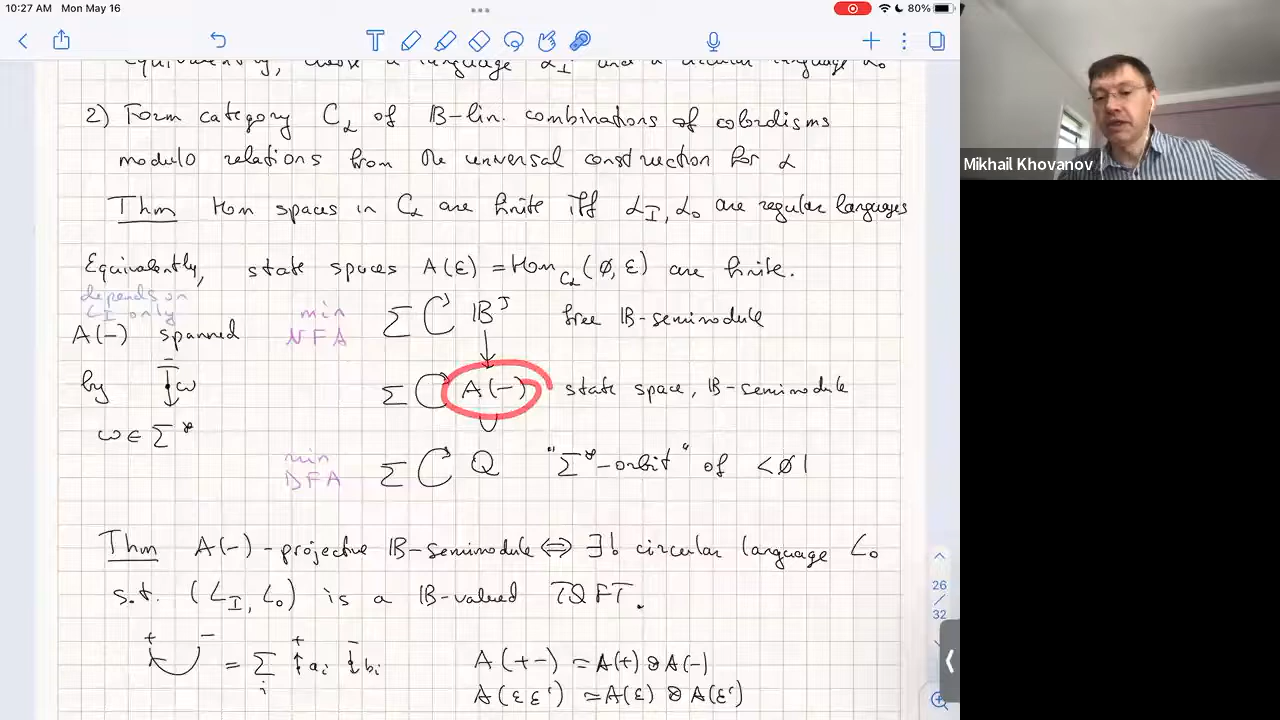 10:27 AM Mon May 16
80%
Mikhail Khovanov
2) Form category C_α of 𝔹-lin. combinations of cobordisms
modulo relations from the universal construction for α
Thm Hom spaces in C_α are finite iff L_I, L_o are regular languages
Equivalently, state spaces A(ε) = Hom_{C_α}(∅, ε) are finite.
depends on
L_I only
A(-) spanned
by ω
ω ∈ Σ*
min
NFA
Σ 𝔹^J free 𝔹-semimodule
Σ A(-) state space, 𝔹-semimodule
min
DFA
Σ Q "Σ*-orbit" of <∅|
Thm A(-) - projective 𝔹-semimodule ⇔ ∃! circular language L_o
s.t. (L_I, L_o) is a 𝔹-valued TQFT.
+ - = Σ_i + ↑a_i - ↓b_i
A(+-) = A(+) ⊗ A(-)
A(εε') = A(ε) ⊗ A(ε')
26
/
32